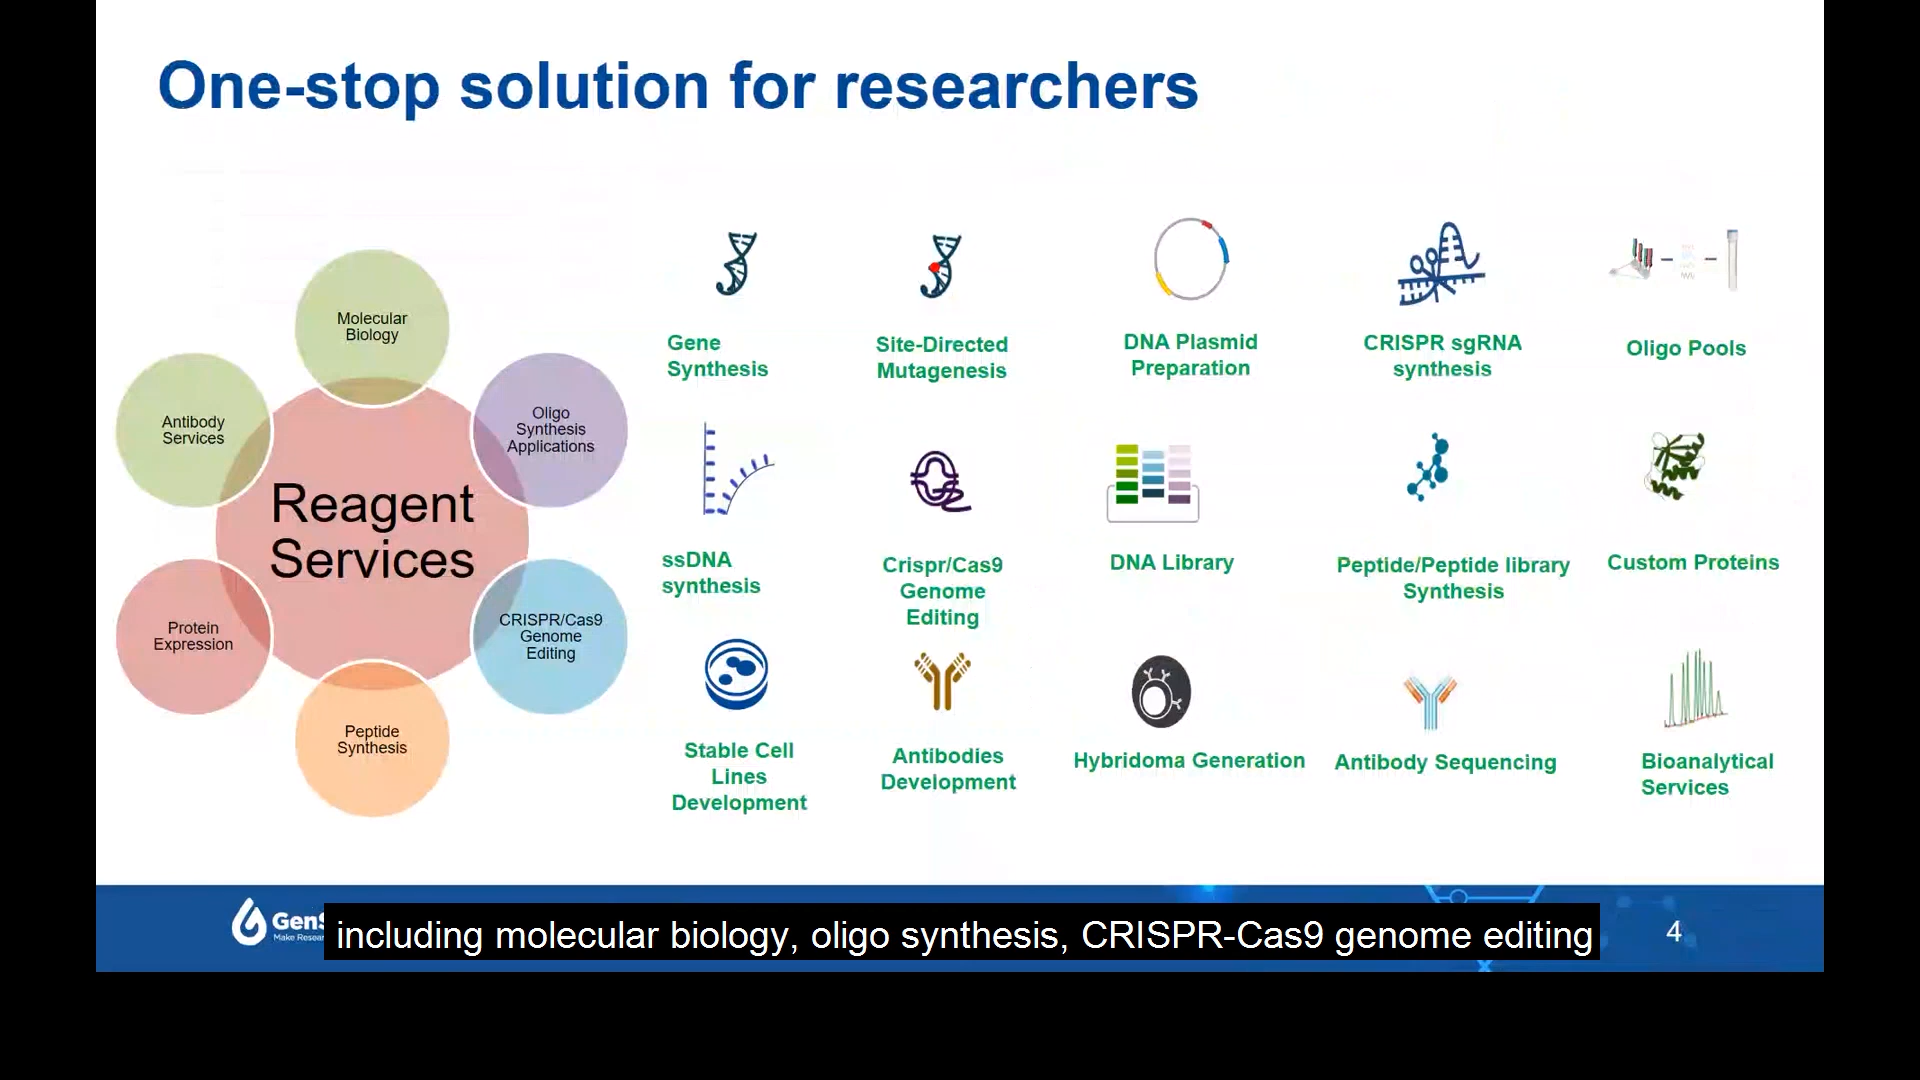 One-stop solution for researchers
Molecular
Biology
Antibody
Services
Oligo
Synthesis
Applications
Reagent
Services
Protein
Expression
CRISPR/Cas9
Genome
Editing
Peptide
Synthesis
Gene
Synthesis
Site-Directed
Mutagenesis
DNA Plasmid
Preparation
CRISPR sgRNA
synthesis
Oligo Pools
ssDNA
synthesis
Crispr/Cas9
Genome
Editing
DNA Library
Peptide/Peptide library
Synthesis
Custom Proteins
Stable Cell
Lines
Development
Antibodies
Development
Hybridoma Generation
Antibody Sequencing
Bioanalytical
Services
Make
including molecular biology, oligo synthesis, CRISPR-Cas9 genome editing
4